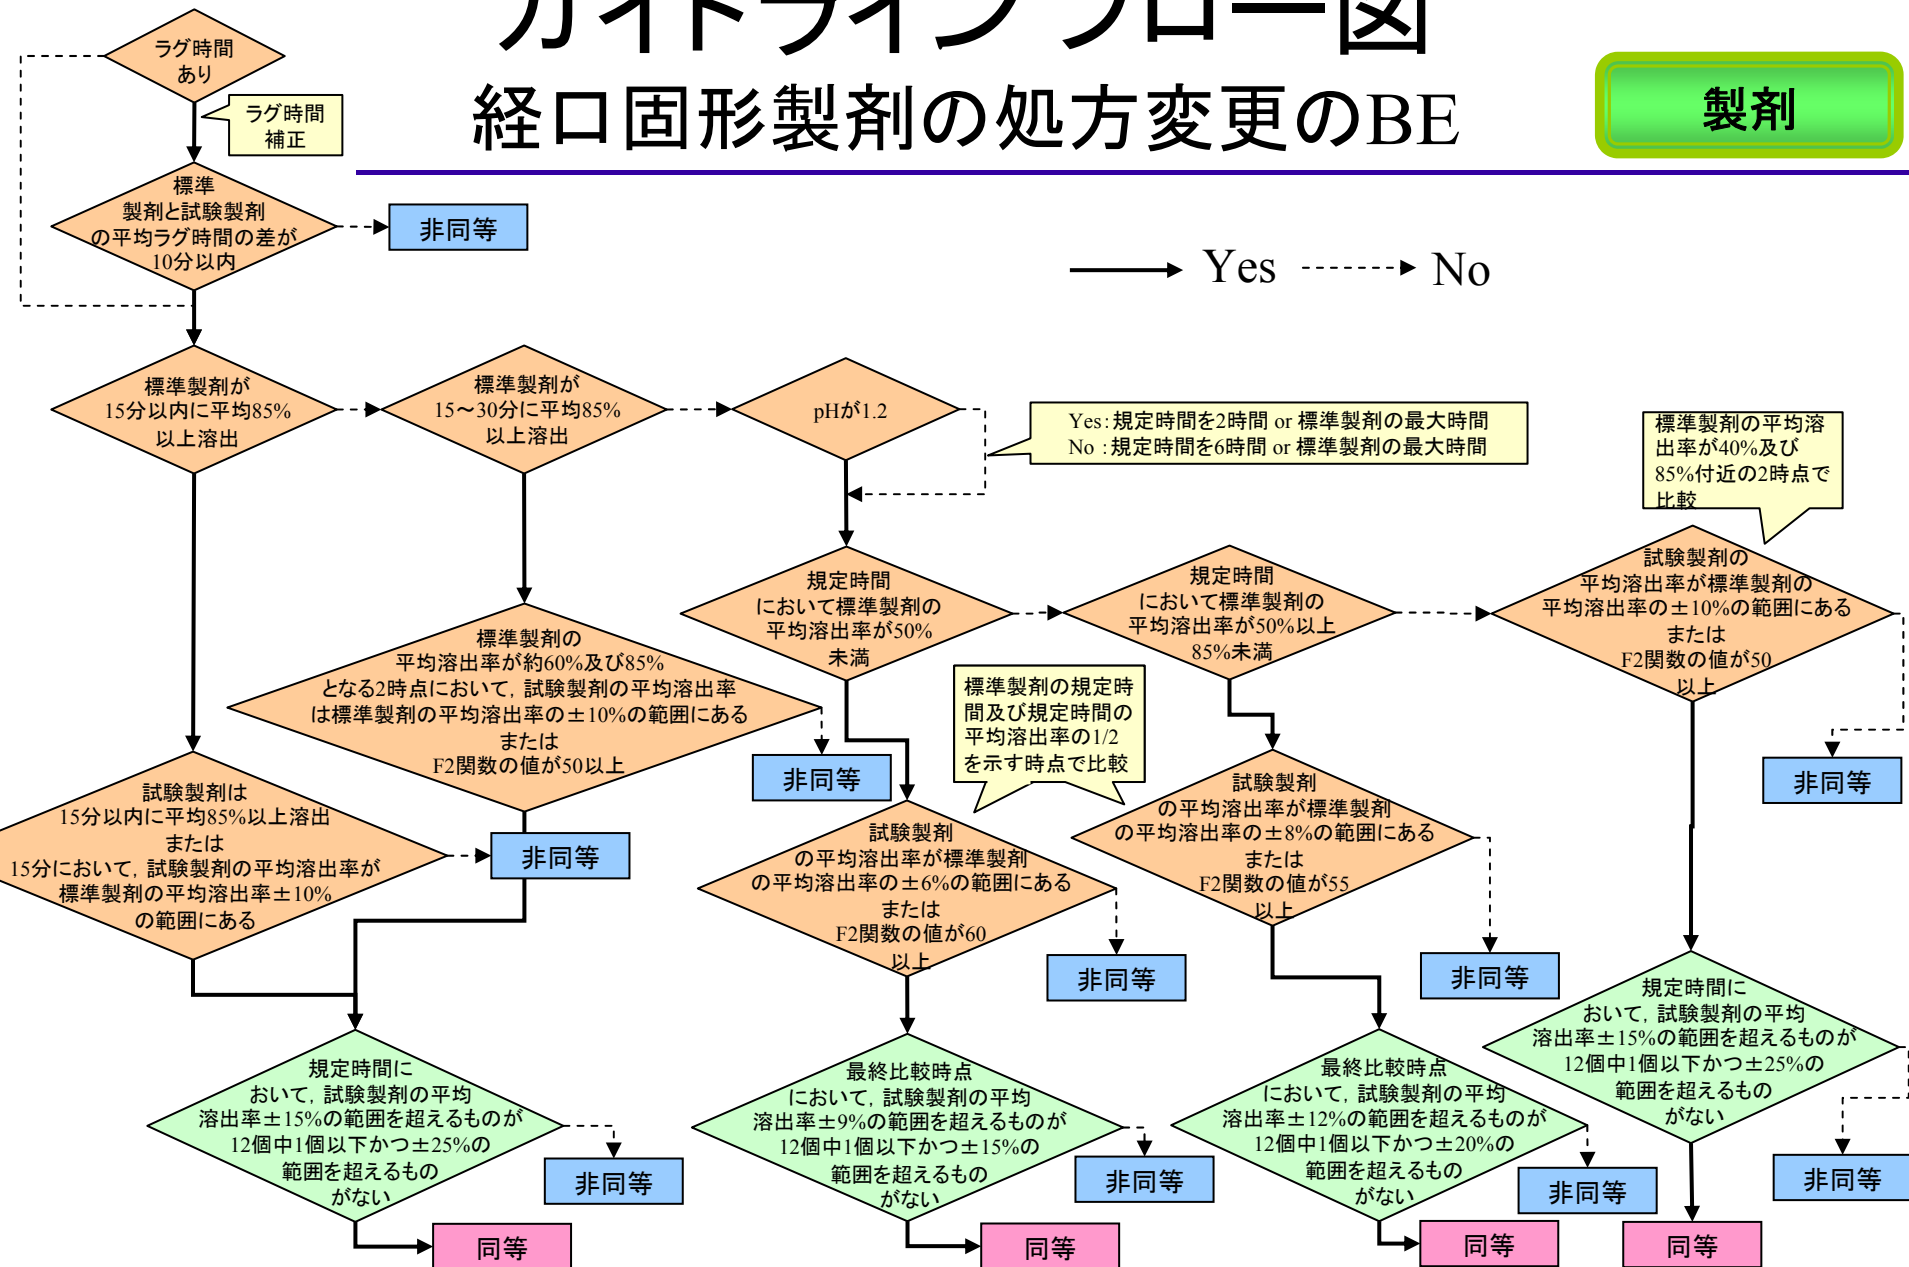 ガイドライン フロー図
経口固形製剤の処方変更のBE
製剤
ラグ時間
あり
ラグ時間
補正
標準
製剤と試験製剤
の平均ラグ時間の差が
10分以内
非同等
Yes
No
標準製剤が
15分以内に平均85%
以上溶出
標準製剤が
15～30分に平均85%
以上溶出
pHが1.2
Yes：規定時間を2時間 or 標準製剤の最大時間
No ：規定時間を6時間 or 標準製剤の最大時間
標準製剤の平均溶
出率が40%及び
85%付近の2時点で
比較
規定時間
において標準製剤の
平均溶出率が50%
未満
規定時間
において標準製剤の
平均溶出率が50%以上
85%未満
試験製剤の
平均溶出率が標準製剤の
平均溶出率の±10%の範囲にある
または
F2関数の値が50
以上
標準製剤の
平均溶出率が約60%及び85%
となる2時点において，試験製剤の平均溶出率
は標準製剤の平均溶出率の±10%の範囲にある
または
F2関数の値が50以上
非同等
標準製剤の規定時
間及び規定時間の
平均溶出率の1/2
を示す時点で比較
非同等
試験製剤は
15分以内に平均85%以上溶出
または
15分において，試験製剤の平均溶出率が
標準製剤の平均溶出率±10%
の範囲にある
非同等
試験製剤
の平均溶出率が標準製剤
の平均溶出率の±6%の範囲にある
または
F2関数の値が60
以上
非同等
試験製剤
の平均溶出率が標準製剤
の平均溶出率の±8%の範囲にある
または
F2関数の値が55
以上
非同等
規定時間に
おいて，試験製剤の平均
溶出率±15%の範囲を超えるものが
12個中1個以下かつ±25%の
範囲を超えるもの
がない
非同等
同等
最終比較時点
において，試験製剤の平均
溶出率±9%の範囲を超えるものが
12個中1個以下かつ±15%の
範囲を超えるもの
がない
非同等
同等
最終比較時点
において，試験製剤の平均
溶出率±12%の範囲を超えるものが
12個中1個以下かつ±20%の
範囲を超えるもの
がない
非同等
同等
規定時間に
おいて，試験製剤の平均
溶出率±15%の範囲を超えるものが
12個中1個以下かつ±25%の
範囲を超えるもの
がない
非同等
同等